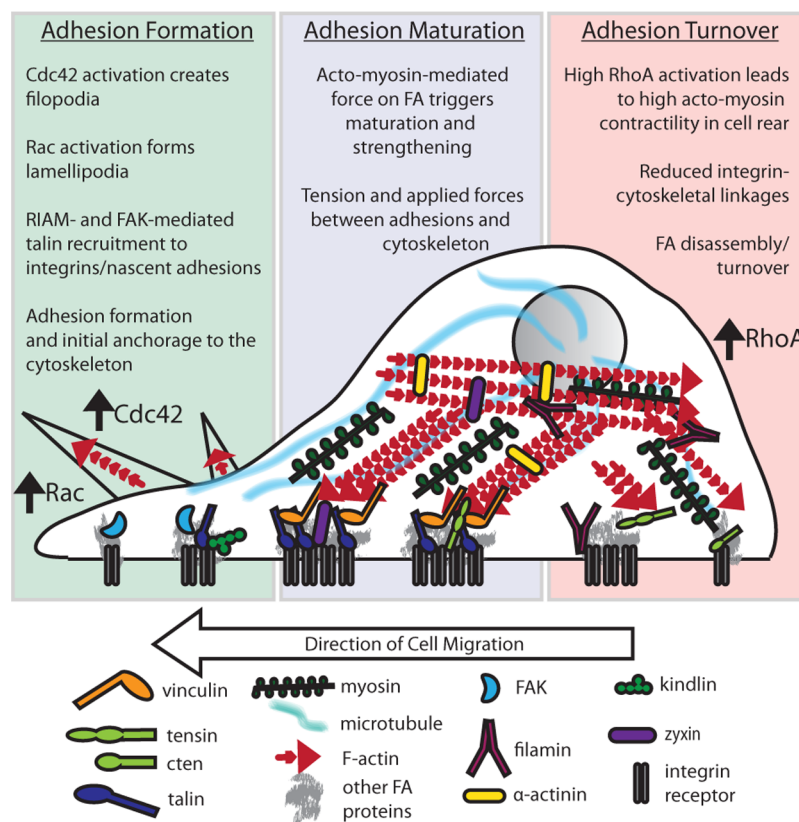 Adhesion Formation
Cdc42 activation creates
filopodia
Rac activation forms
lamellipodia
RIAM- and FAK-mediated
talin recruitment to
integrins/nascent adhesions
Adhesion formation
and initial anchorage to the
cytoskeleton
Adhesion Maturation
Acto-myosin-mediated
force on FA triggers
maturation and
strengthening
Tension and applied forces
between adhesions and
cytoskeleton
Adhesion Turnover
High RhoA activation leads
to high acto-myosin
contractility in cell rear
Reduced integrin-
cytoskeletal linkages
FA disassembly/
turnover
RhoA
Cdc42
Rac
Direction of Cell Migration
vinculin
tensin
cten
talin
myosin
microtubule
F-actin
other FA
proteins
FAK
filamin
α-actinin
kindlin
zyxin
integrin
receptor